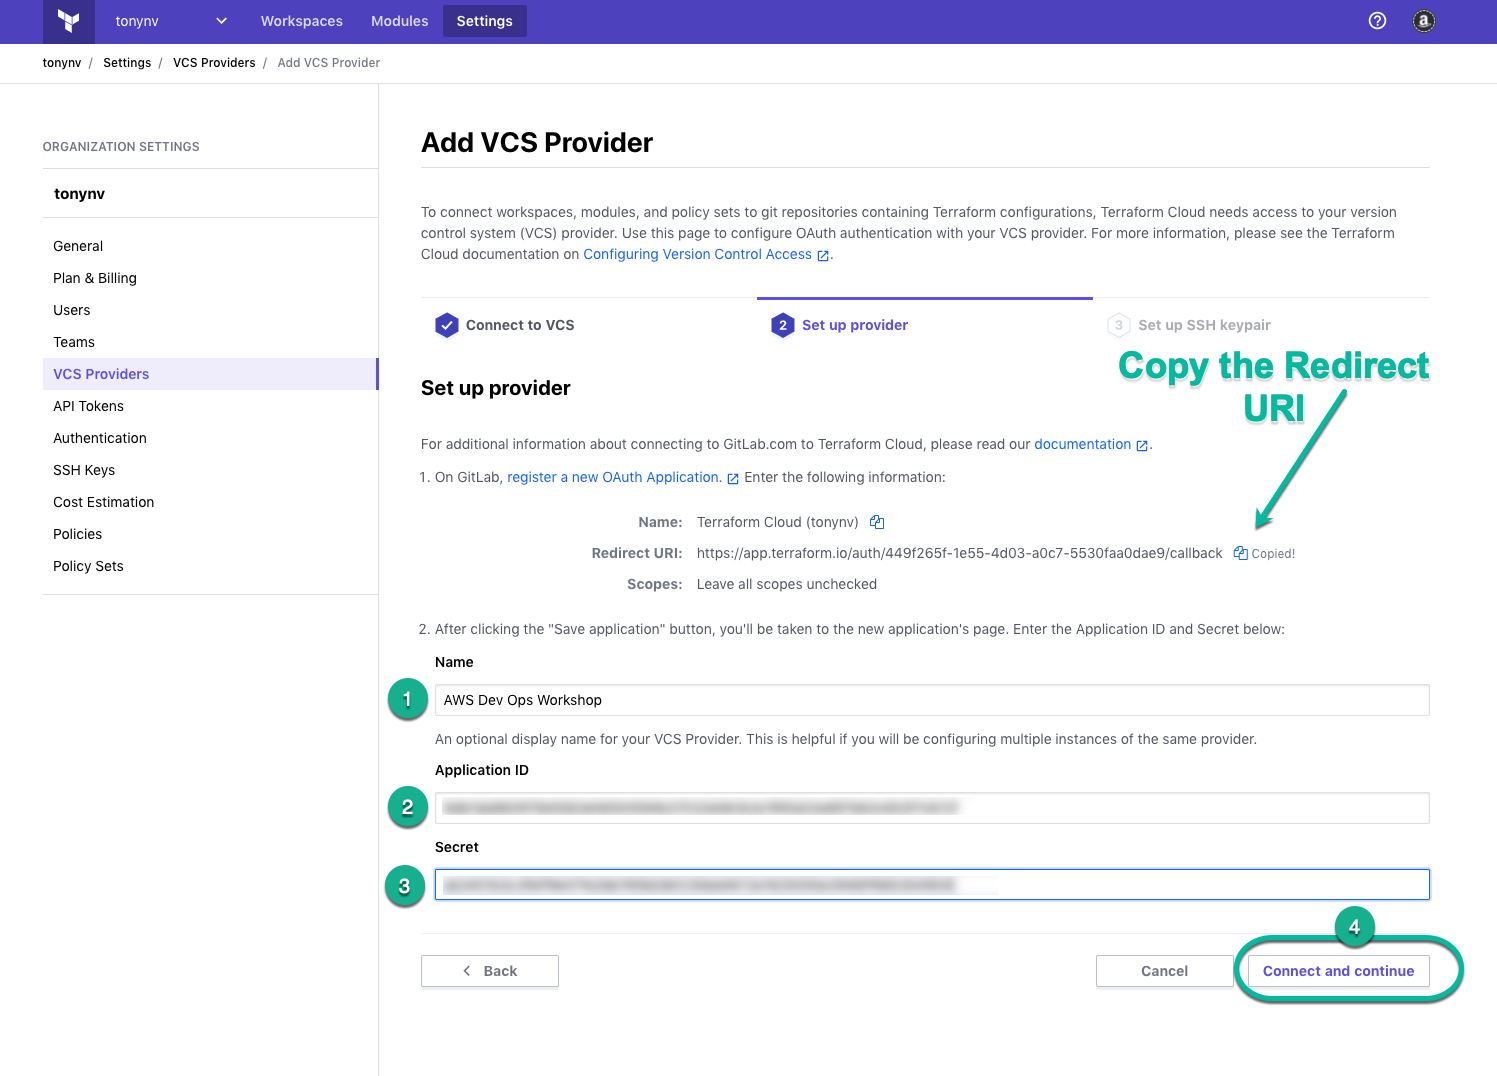 tonynv
Workspaces
Modules
Settings
tonynv / Settings / VCS Providers / Add VCS Provider
ORGANIZATION SETTINGS
tonynv
General
Plan & Billing
Users
Teams
VCS Providers
API Tokens
Authentication
SSH Keys
Cost Estimation
Policies
Policy Sets
Add VCS Provider
To connect workspaces, modules, and policy sets to git repositories containing Terraform configurations, Terraform Cloud needs access to your version
control system (VCS) provider. Use this page to configure OAuth authentication with your VCS provider. For more information, please see the Terraform
Cloud documentation on Configuring Version Control Access.
Connect to VCS
2 Set up provider
3 Set up SSH keypair
Copy the Redirect
URI
Set up provider
For additional information about connecting to GitLab.com to Terraform Cloud, please read our documentation.
1. On GitLab, register a new OAuth Application. Enter the following information:
Name: Terraform Cloud (tonynv)
Redirect URI: https://app.terraform.io/auth/449f265f-1e55-4d03-a0c7-5530faa0dae9/callback Copied!
Scopes: Leave all scopes unchecked
2. After clicking the "Save application" button, you'll be taken to the new application's page. Enter the Application ID and Secret below:
Name
1 AWS Dev Ops Workshop
An optional display name for your VCS Provider. This is helpful if you will be configuring multiple instances of the same provider.
Application ID
2
Secret
3
4
Back
Cancel
Connect and continue